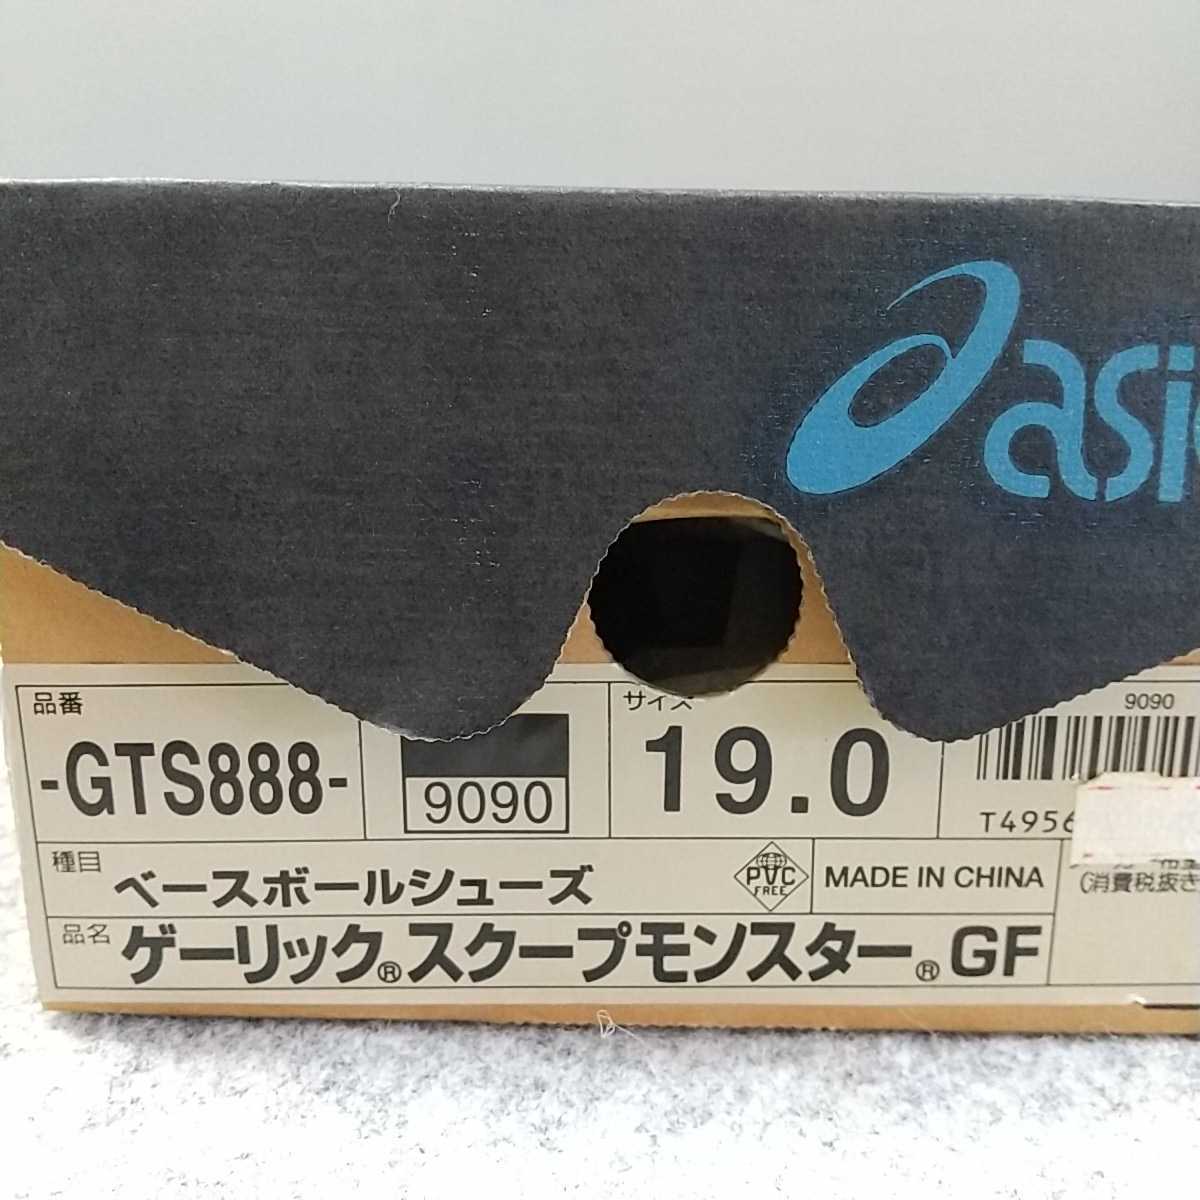 asi
品番
-GTS888-
9090
サイズ
19.0
9090
T4956
種目
ベースボールシューズ
PVC
FREE
MADE IN CHINA
(消費税抜き
品名
ゲーリック®スクープモンスター® GF